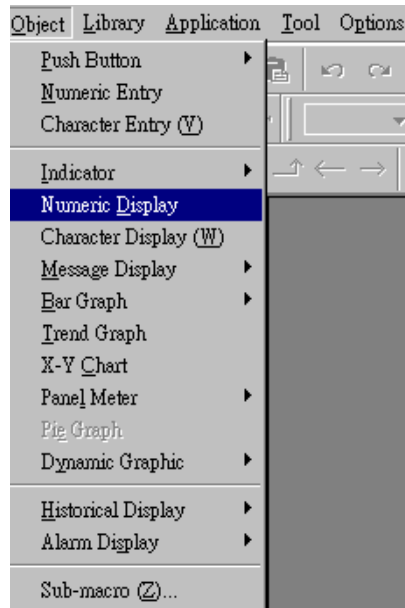 Object Library Application Tool Options
Push Button
Numeric Entry
Character Entry (V)
Indicator
Numeric Display
Character Display (W)
Message Display
Bar Graph
Trend Graph
X-Y Chart
Panel Meter
Pie Graph
Dynamic Graphic
Historical Display
Alarm Display
Sub-macro (Z)...